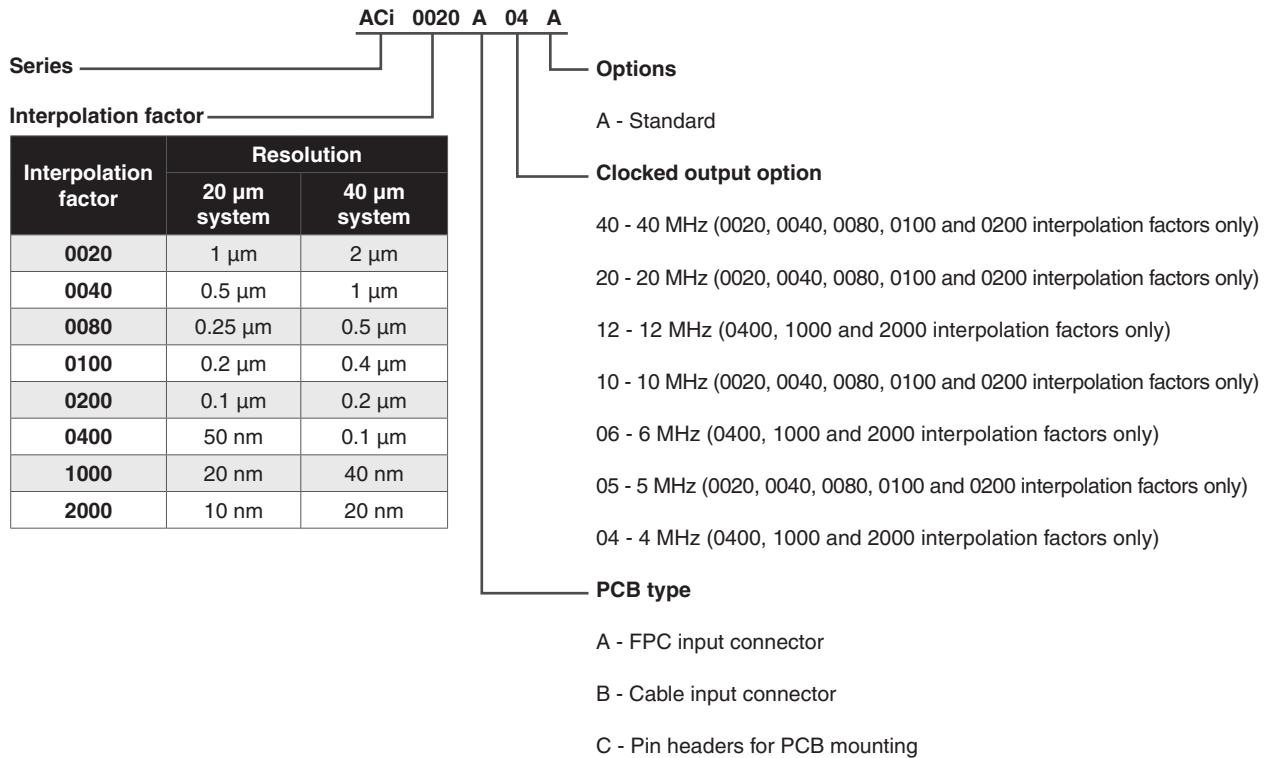 ACi 0020 A 04 A
Series
Interpolation factor
Interpolation factor | Resolution
20 µm system | 40 µm system
0020 | 1 µm | 2 µm
0040 | 0.5 µm | 1 µm
0080 | 0.25 µm | 0.5 µm
0100 | 0.2 µm | 0.4 µm
0200 | 0.1 µm | 0.2 µm
0400 | 50 nm | 0.1 µm
1000 | 20 nm | 40 nm
2000 | 10 nm | 20 nm
Options
A - Standard
Clocked output option
40 - 40 MHz (0020, 0040, 0080, 0100 and 0200 interpolation factors only)
20 - 20 MHz (0020, 0040, 0080, 0100 and 0200 interpolation factors only)
12 - 12 MHz (0400, 1000 and 2000 interpolation factors only)
10 - 10 MHz (0020, 0040, 0080, 0100 and 0200 interpolation factors only)
06 - 6 MHz (0400, 1000 and 2000 interpolation factors only)
05 - 5 MHz (0020, 0040, 0080, 0100 and 0200 interpolation factors only)
04 - 4 MHz (0400, 1000 and 2000 interpolation factors only)
PCB type
A - FPC input connector
B - Cable input connector
C - Pin headers for PCB mounting